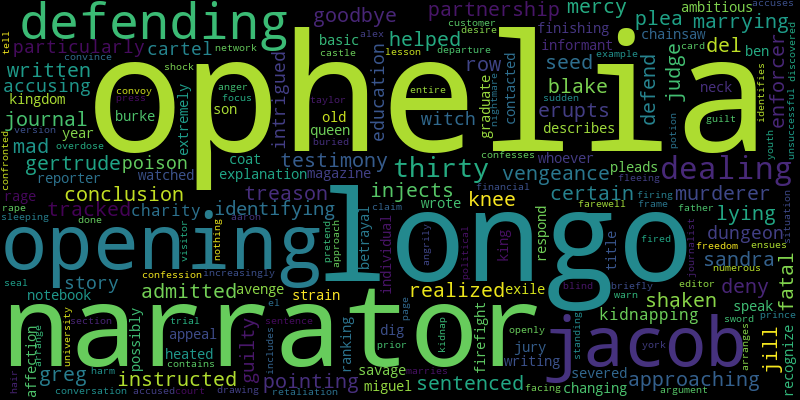 ophelia
longo
narrator
opening
jacob
defending
dealing
thirty
enforcer
goodbye
partnership
mercy
ambitious
accuses
customer
desire
plea
marrying
tell
particularly
cartel
network
alex
helped
finishing
chainsaw
basic
castle
lesson
departure
informant
card
del
ben
convince
shock
example
written
accusing
anger
focus
row
seed
judge
kingdom
convoy
press
taylor
entire
sudden
blake
neck
identifies
journal
extremely
intrigued
education
nightmare
graduate
contacted
erupts
defend
potion
guilt
youth
unsuccessful
discovered
version
year
burke
son
old
queen
buried
witch
describes
mad
overdose
confronted
gertrude
poison
coat
testimony
confesses
whoever
pleads
reporter
watched
explanation
magazine
vengeance
certain
murderer
rage
conclusion
treason
wrote
injects
knee
financial
farewell
firing
father
rape
done
tracked
charity
identifying
claim
aaron
betrayal
individual
angrily
king
political
respond
fired
frame
lying
sleeping
visitor
nothing
pretend
approach
title
dungeon
situation
seal
story
confession
increasingly
sandra
journalist
freedom
ensues
notebook
admitted
avenge
el
strain
realized
exile
blind
briefly
warn
numerous
deny
fatal
page
editor
section
trial
sentence
shaken
speak
sword
prince
strange
affection
university
possibly
appeal
includes
dig
prior
ranking
kidnap
firefight
openly
kidnapping
york
arranges
heated
guilty
jury
standing
approaching
jill
recognize
greg
contains
pointing
savage
writing
severed
hair
instructed
harm
miguel
marries
sentenced
changing
conversation
accused
court
drawing
retaliation
facing
argument